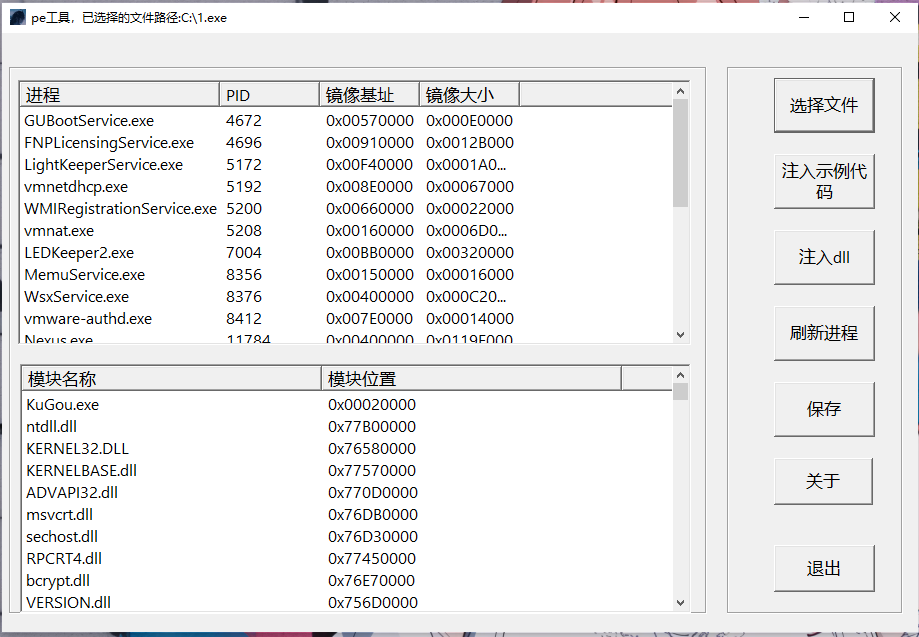 pe工具，已选择的文件路径:C:\1.exe
进程 PID 镜像基址 镜像大小
GUBootService.exe 4672 0x00570000 0x000E0000
FNPLicensingService.exe 4696 0x00910000 0x0012B000
LightKeeperService.exe 5172 0x00F40000 0x0001A0...
vmnetdhcp.exe 5192 0x008E0000 0x00067000
WMIRegistrationService.exe 5200 0x00660000 0x00022000
vmnat.exe 5208 0x00160000 0x0006D0...
LEDKeeper2.exe 7004 0x00BB0000 0x00320000
MemuService.exe 8356 0x00150000 0x00016000
WsxService.exe 8376 0x00400000 0x000C20...
vmware-authd.exe 8412 0x007E0000 0x00014000
Nexus.exe 11784 0x00400000 0x0119F000
模块名称 模块位置
KuGou.exe 0x00020000
ntdll.dll 0x77B00000
KERNEL32.DLL 0x76580000
KERNELBASE.dll 0x77570000
ADVAPI32.dll 0x770D0000
msvcrt.dll 0x76DB0000
sechost.dll 0x76D30000
RPCRT4.dll 0x77450000
bcrypt.dll 0x76E70000
VERSION.dll 0x756D0000
选择文件
注入示例代
码
注入dll
刷新进程
保存
关于
退出